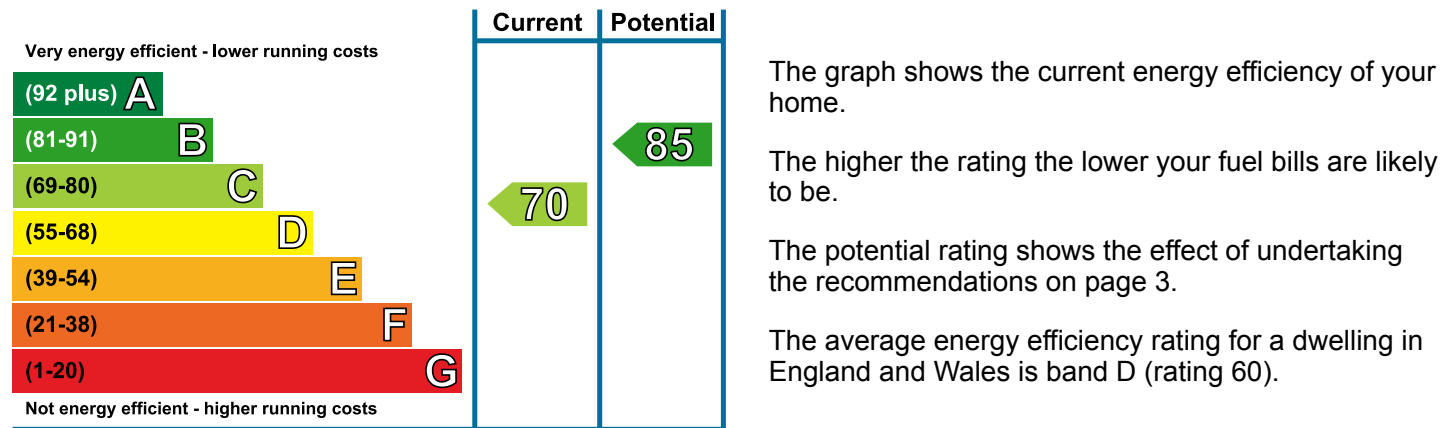 Current Potential
Very energy efficient - lower running costs
(92 plus) A
(81-91) B
85
(69-80) C
70
(55-68) D
(39-54) E
(21-38) F
(1-20) G
Not energy efficient - higher running costs
The graph shows the current energy efficiency of your
home.
The higher the rating the lower your fuel bills are likely
to be.
The potential rating shows the effect of undertaking
the recommendations on page 3.
The average energy efficiency rating for a dwelling in
England and Wales is band D (rating 60).